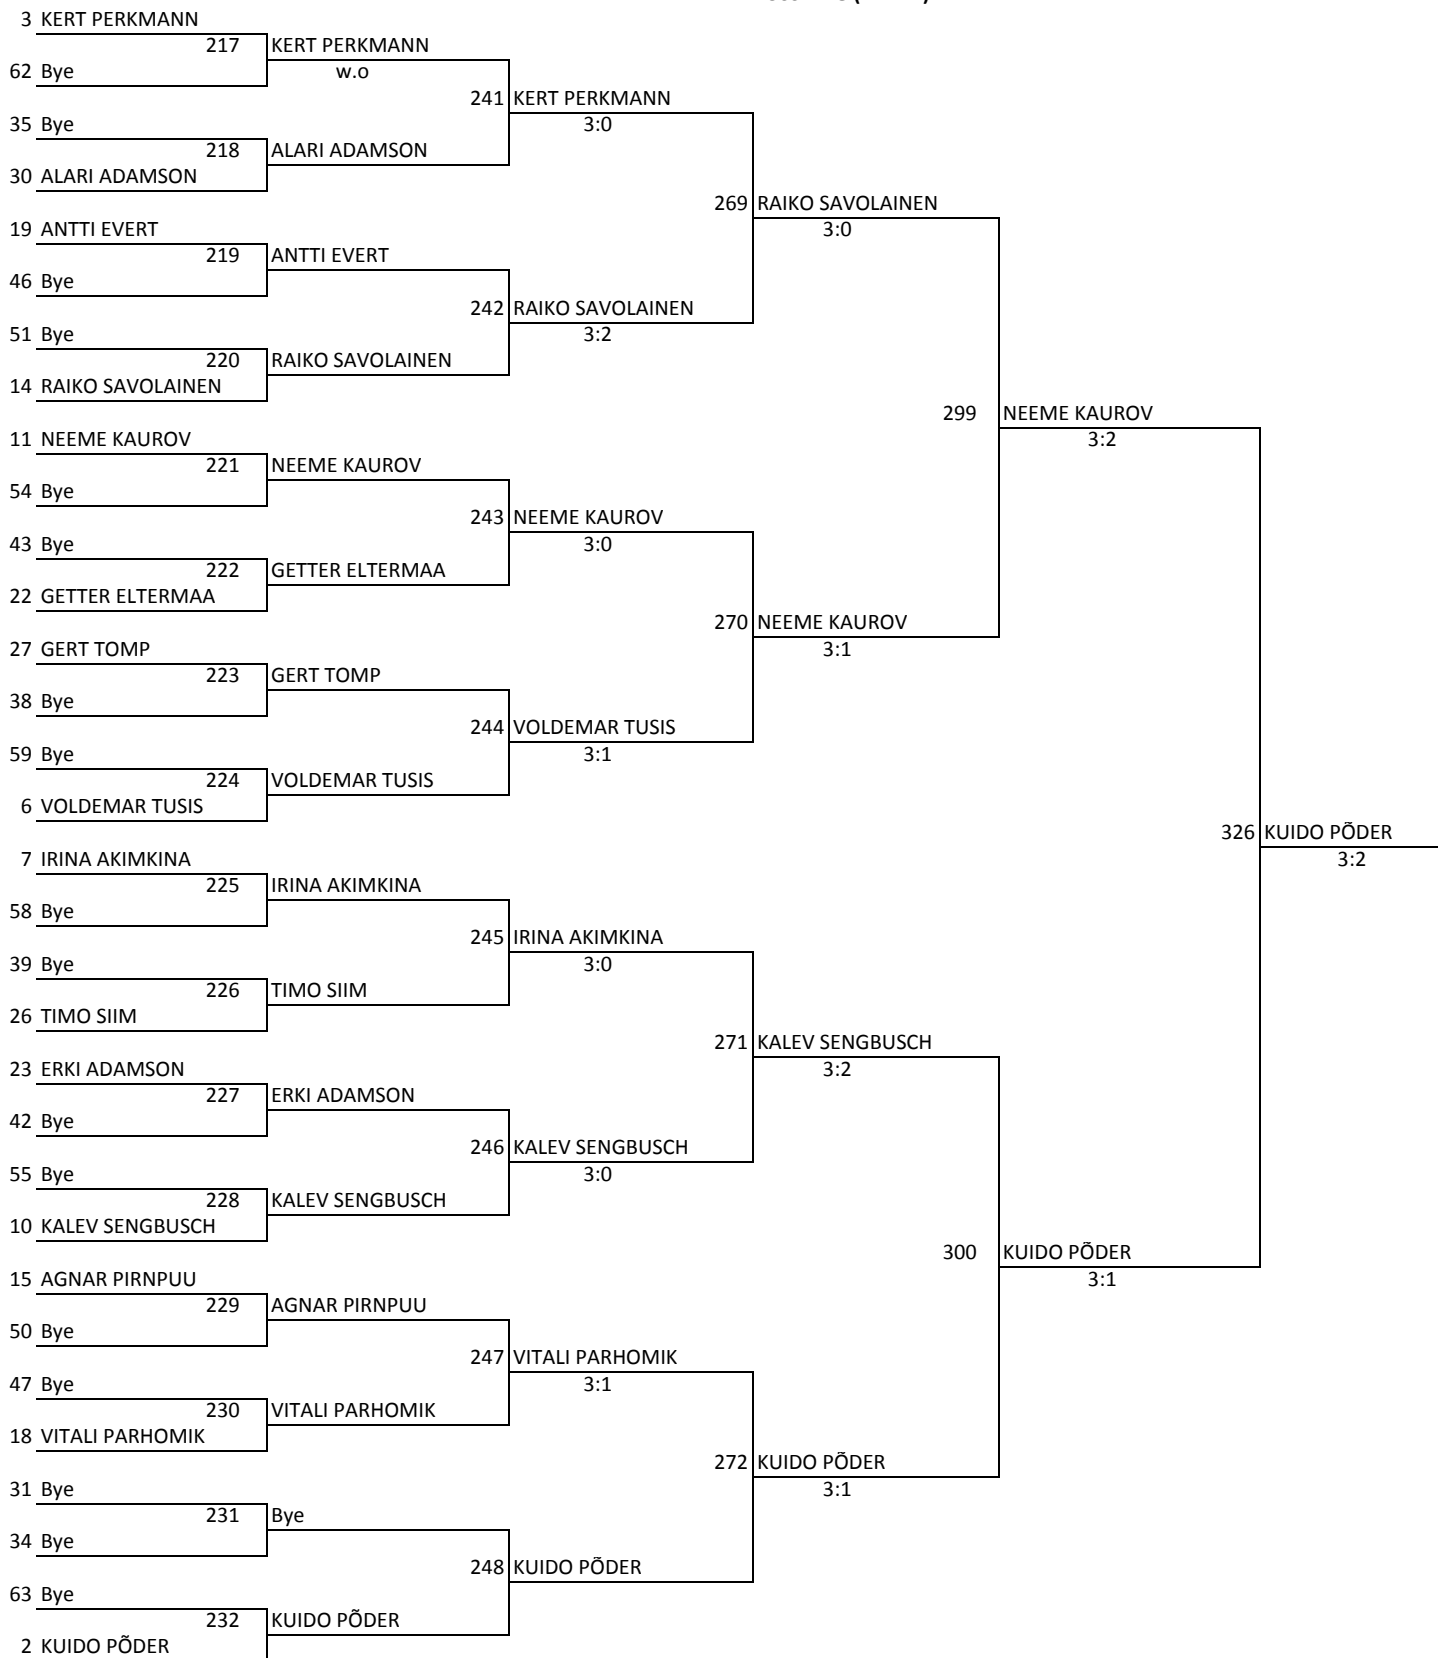 3 KERT PERKMANN
217 KERT PERKMANN
62 Bye
w.o
241 KERT PERKMANN
35 Bye
3:0
218 ALARI ADAMSON
30 ALARI ADAMSON
269 RAIKO SAVOLAINEN
19 ANTTI EVERT
3:0
219 ANTTI EVERT
46 Bye
242 RAIKO SAVOLAINEN
51 Bye
3:2
220 RAIKO SAVOLAINEN
14 RAIKO SAVOLAINEN
299 NEEME KAUROV
11 NEEME KAUROV
3:2
221 NEEME KAUROV
54 Bye
243 NEEME KAUROV
43 Bye
3:0
222 GETTER ELTERMAA
22 GETTER ELTERMAA
270 NEEME KAUROV
27 GERT TOMP
3:1
223 GERT TOMP
38 Bye
244 VOLDEMAR TUSIS
59 Bye
3:1
224 VOLDEMAR TUSIS
6 VOLDEMAR TUSIS
326 KUIDO PÕDER
7 IRINA AKIMKINA
3:2
225 IRINA AKIMKINA
58 Bye
245 IRINA AKIMKINA
39 Bye
3:0
226 TIMO SIIM
26 TIMO SIIM
271 KALEV SENGBUSCH
23 ERKI ADAMSON
3:2
227 ERKI ADAMSON
42 Bye
246 KALEV SENGBUSCH
55 Bye
3:0
228 KALEV SENGBUSCH
10 KALEV SENGBUSCH
300 KUIDO PÕDER
15 AGNAR PIRNPUU
3:1
229 AGNAR PIRNPUU
50 Bye
247 VITALI PARHOMIK
47 Bye
3:1
230 VITALI PARHOMIK
18 VITALI PARHOMIK
272 KUIDO PÕDER
31 Bye
3:1
231 Bye
34 Bye
248 KUIDO PÕDER
63 Bye
232 KUIDO PÕDER
2 KUIDO PÕDER